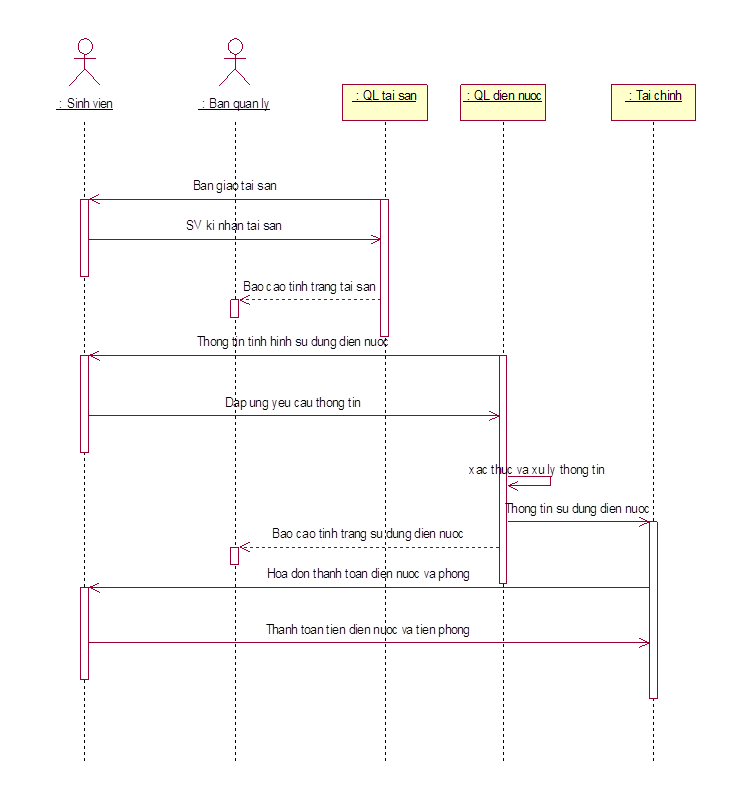 : Sinh vien
: Ban quan ly
: QL tai san
: QL dien nuoc
: Tai chinh
Ban giao tai san
SV ki nhan tai san
Bao cao tinh trang tai san
Thong tin tinh hinh su dung dien nuoc
Dap ung yeu cau thong tin
xac thuc va xu ly thong tin
Thong tin su dung dien nuoc
Bao cao tinh trang su dung dien nuoc
Hoa don thanh toan dien nuoc va phong
Thanh toan tien dien nuoc va tien phong